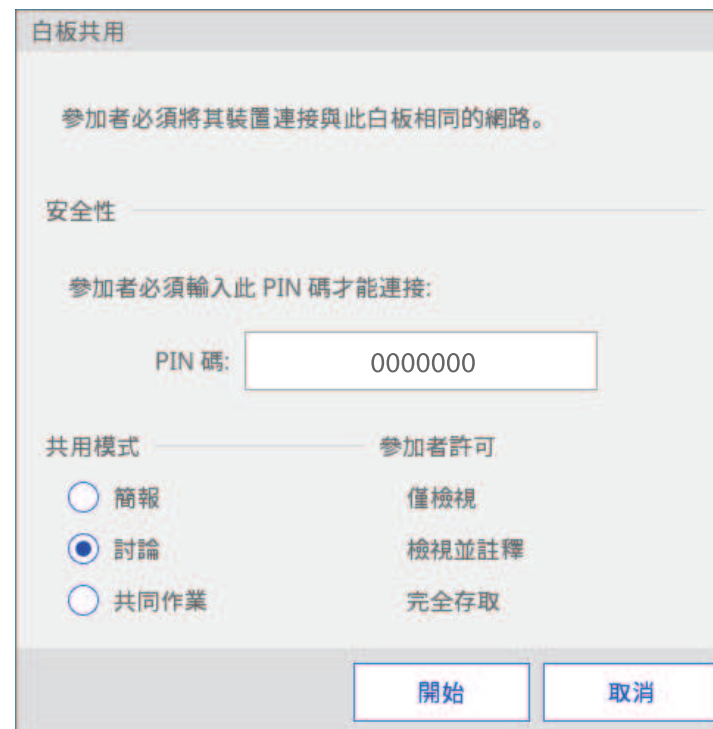 白板共用
參加者必須將其裝置連接與此白板相同的網路。
安全性
參加者必須輸入此 PIN 碼才能連接:
PIN 碼: 0000000
共用模式 參加者許可
簡報 僅檢視
討論 檢視並註釋
共同作業 完全存取
開始 取消